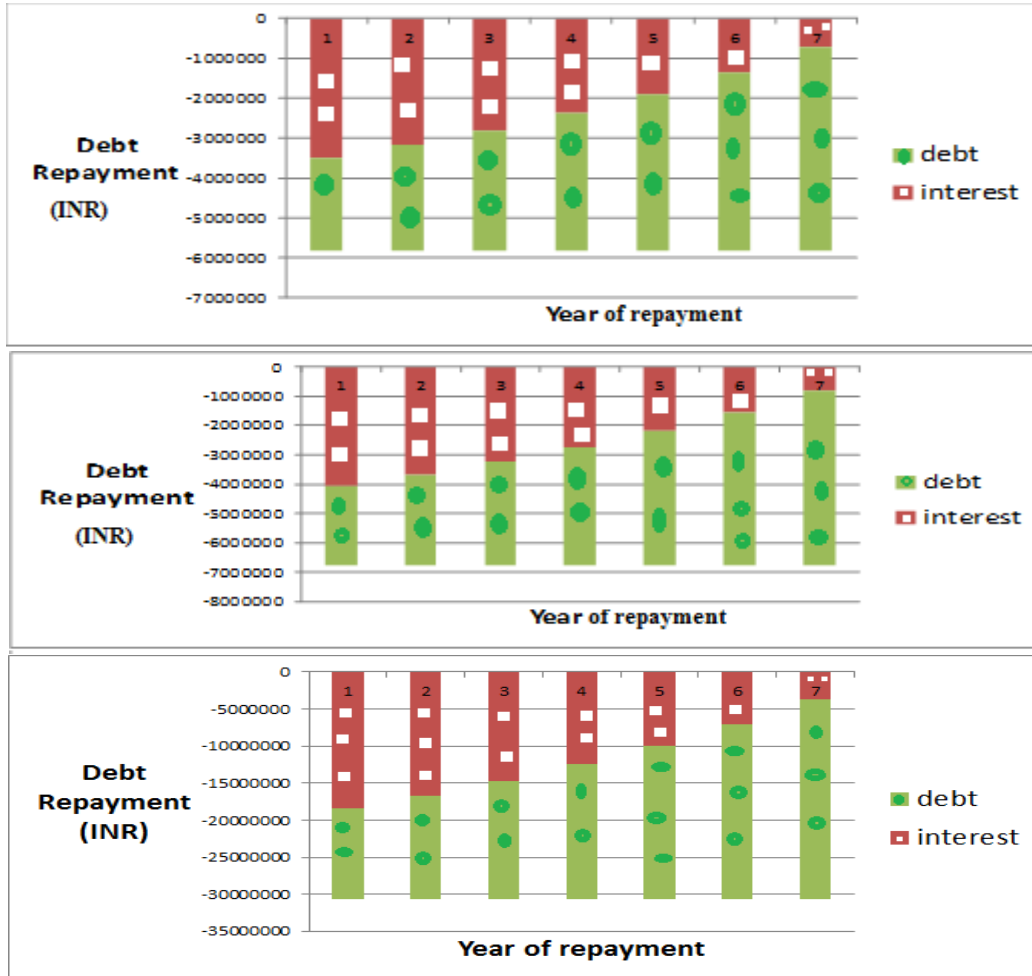 0
-1000000
-2000000
-3000000
-4000000
-5000000
-6000000
-7000000
1 2 3 4 5 6 7
Debt
Repayment
(INR)
debt
interest
Year of repayment
0
-1000000
-2000000
-3000000
-4000000
-5000000
-6000000
-7000000
-8000000
1 2 3 4 5 6 7
Debt
Repayment
(INR)
debt
interest
Year of repayment
0
-5000000
-10000000
-15000000
-20000000
-25000000
-30000000
-35000000
1 2 3 4 5 6 7
Debt
Repayment
(INR)
debt
interest
Year of repayment